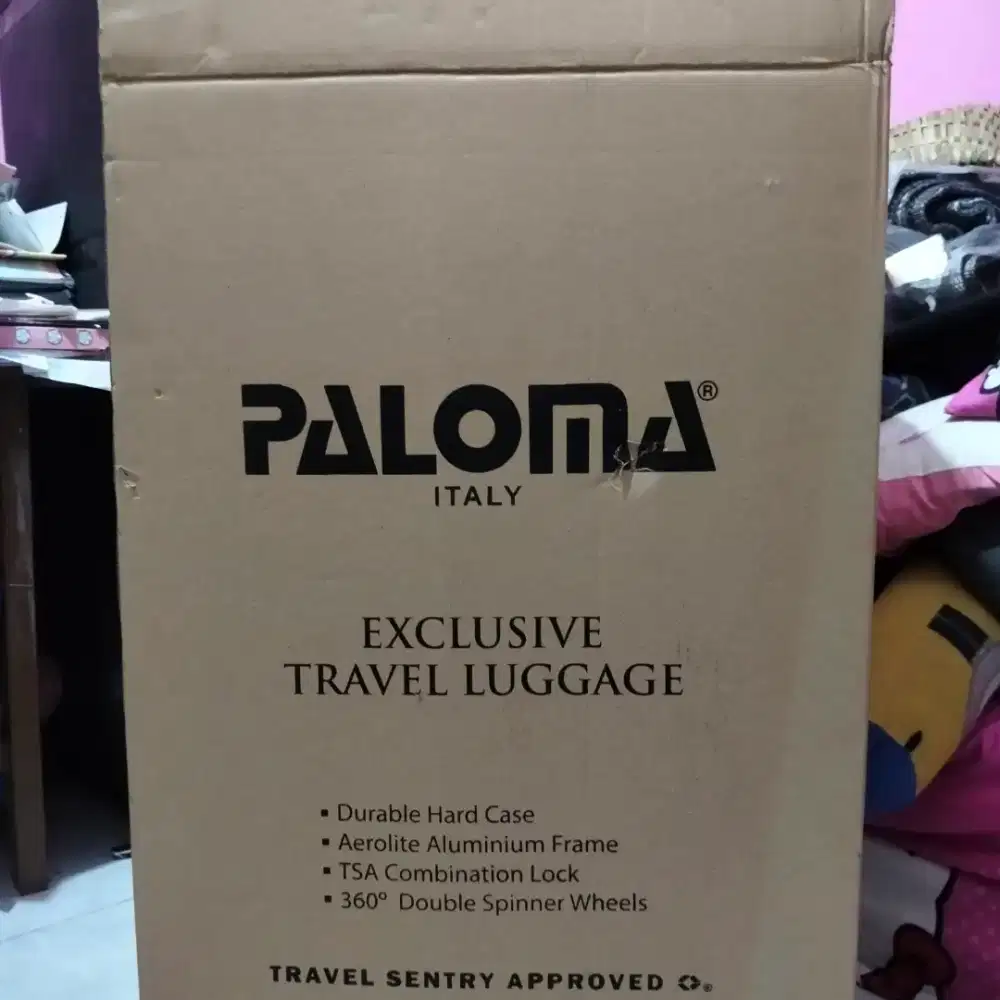 PALOMA®
ITALY
EXCLUSIVE
TRAVEL LUGGAGE
▪ Durable Hard Case
▪ Aerolite Aluminium Frame
▪ TSA Combination Lock
▪ 360º Double Spinner Wheels
TRAVEL SENTRY APPROVED ®